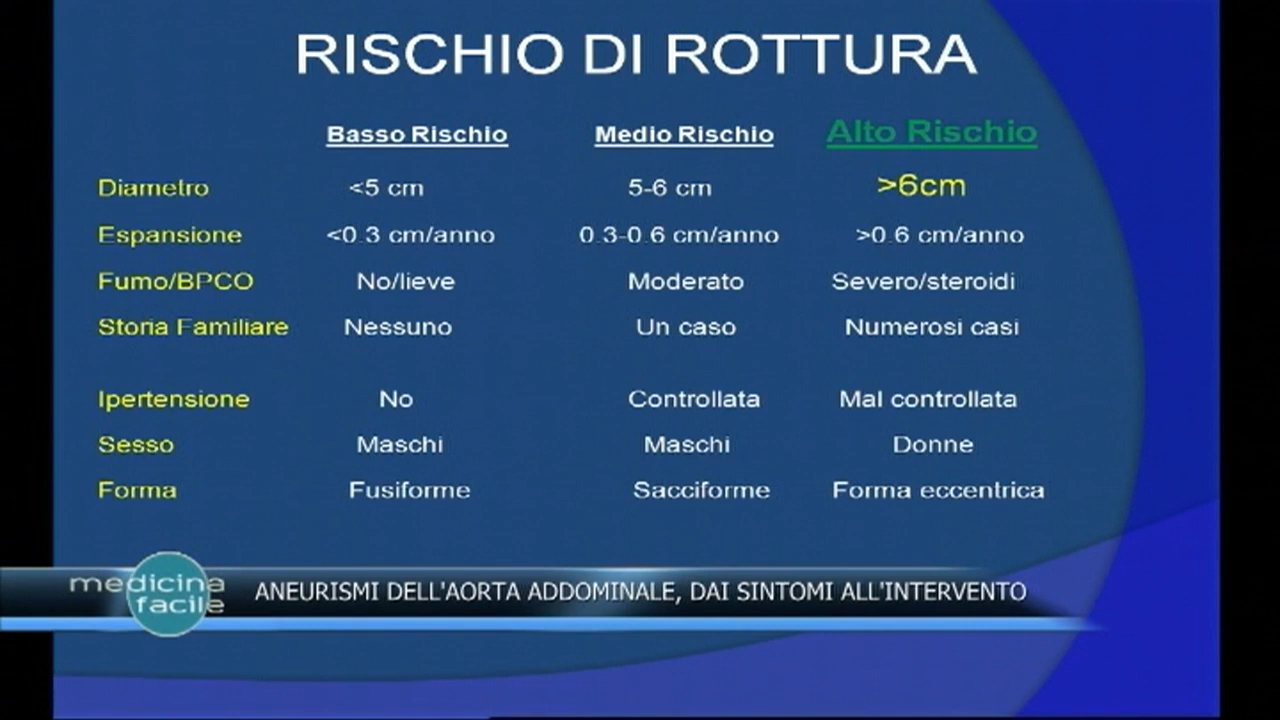 RISCHIO DI ROTTURA
Basso Rischio Medio Rischio Alto Rischio
Diametro <5 cm 5-6 cm >6cm
Espansione <0.3 cm/anno 0.3-0.6 cm/anno >0.6 cm/anno
Fumo/BPCO No/lieve Moderato Severo/steroidi
Storia Familiare Nessuno Un caso Numerosi casi
Ipertensione No Controllata Mal controllata
Sesso Maschi Maschi Donne
Forma Fusiforme Sacciforme Forma eccentrica
medicina
facile
ANEURISMI DELL'AORTA ADDOMINALE, DAI SINTOMI ALL'INTERVENTO